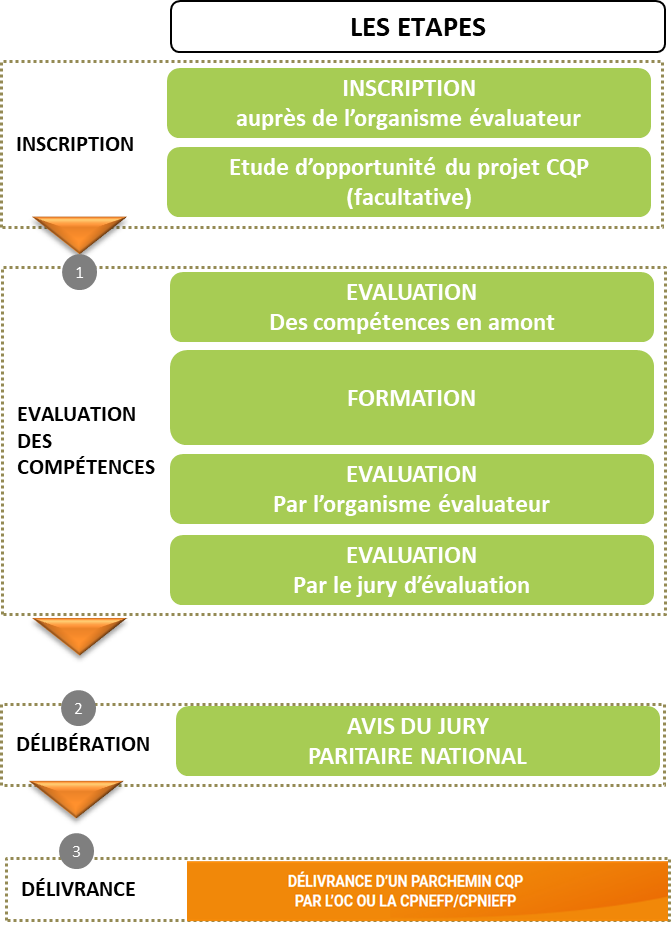 LES ETAPES
INSCRIPTION
INSCRIPTION
auprès de l’organisme évaluateur
Etude d’opportunité du projet CQP
(facultative)
1
EVALUATION
DES
COMPÉTENCES
EVALUATION
Des compétences en amont
FORMATION
EVALUATION
Par l’organisme évaluateur
EVALUATION
Par le jury d’évaluation
2
DÉLIBÉRATION
AVIS DU JURY
PARITAIRE NATIONAL
3
DÉLIVRANCE
DÉLIVRANCE D’UN PARCHEMIN CQP
PAR L’OC OU LA CPNEFP/CPNIEFP